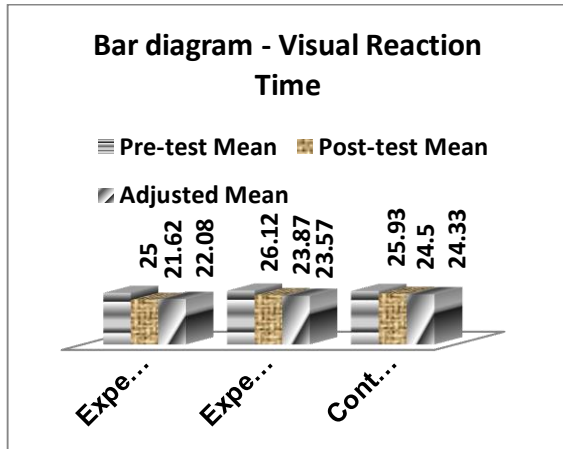 Bar diagram - Visual Reaction
Time
Pre-test Mean Post-test Mean
Adjusted Mean
25 21.62 22.08 26.12 23.87 23.57 25.93 24.5 24.33
Expe... Expe... Cont...